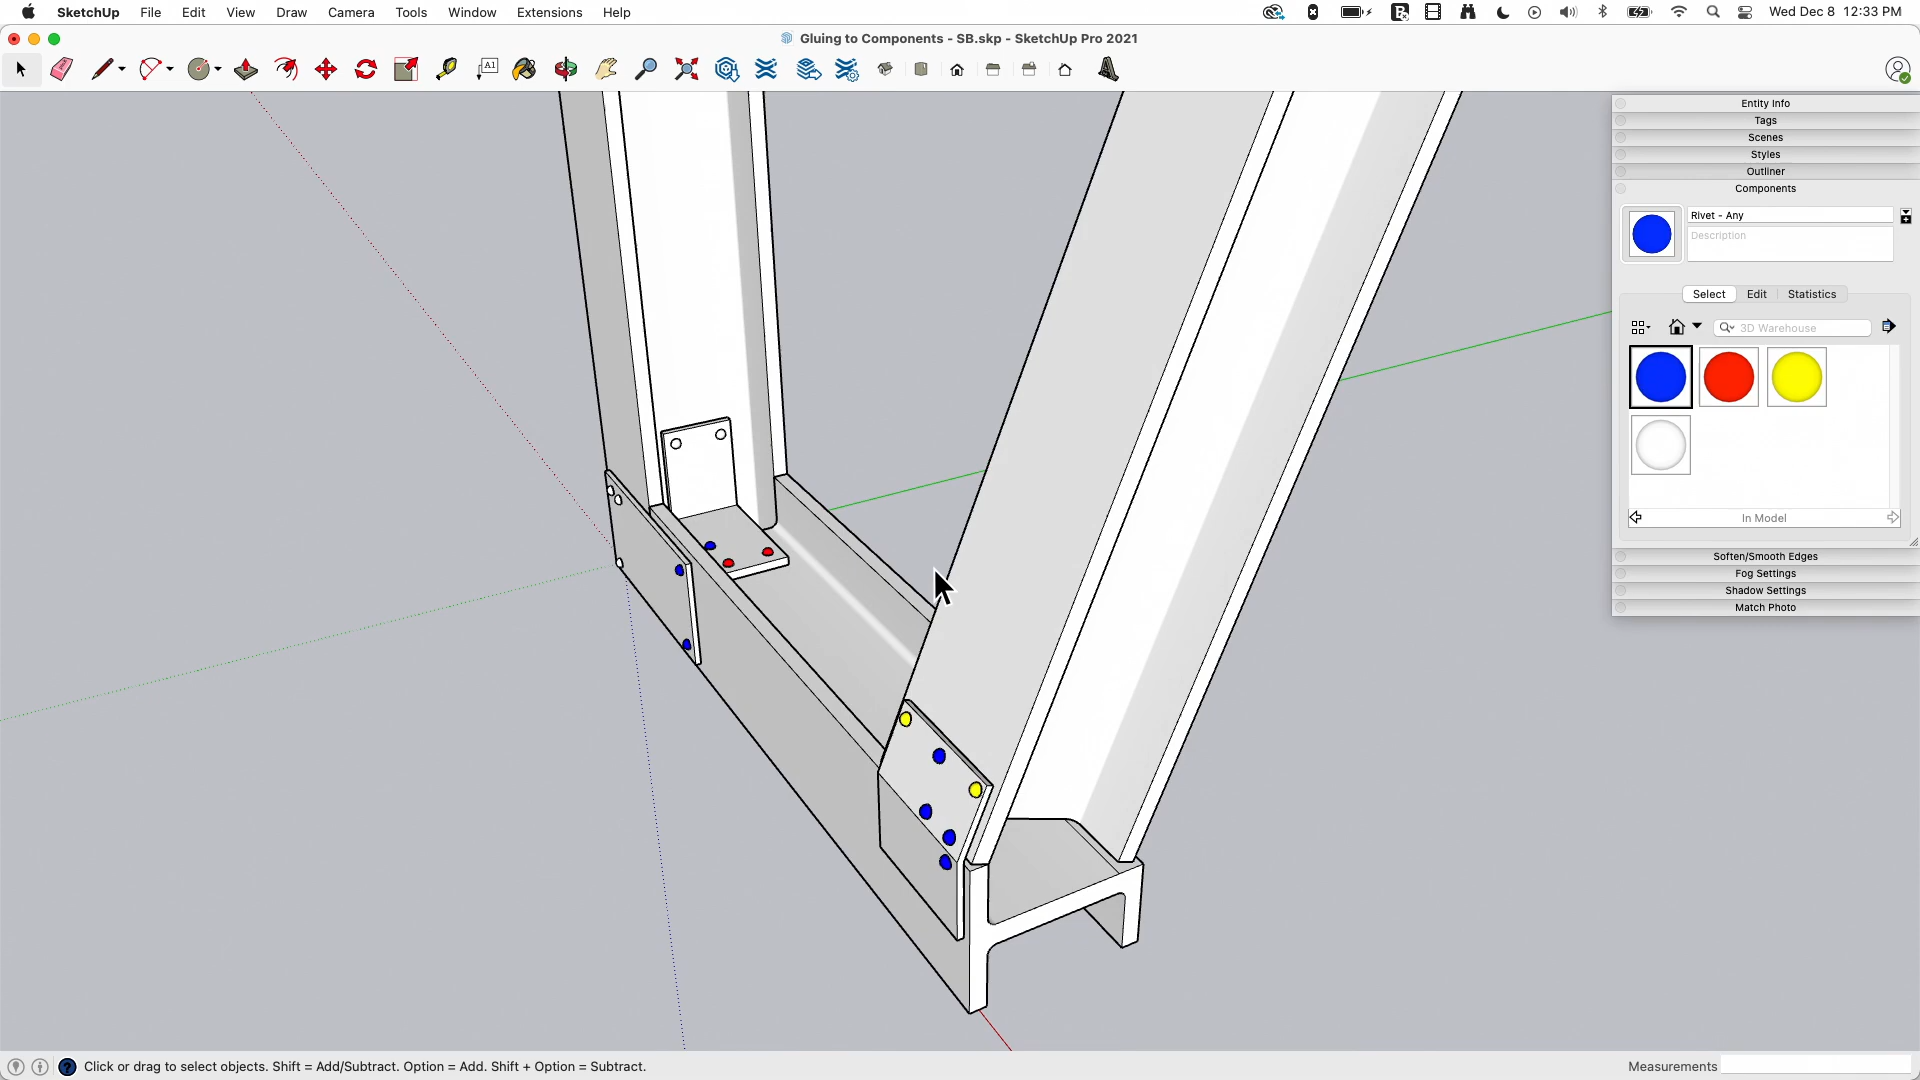 SketchUp File Edit View Draw Camera Tools Window Extensions Help Wed Dec 8 12:33 PM
Gluing to Components - SB.skp - SketchUp Pro 2021
A1
Entity Info
Tags
Scenes
Styles
Outliner
Components
Rivet - Any
Description
Select Edit Statistics
3D Warehouse
In Model
Soften/Smooth Edges
Fog Settings
Shadow Settings
Match Photo
Click or drag to select objects. Shift = Add/Subtract. Option = Add. Shift + Option = Subtract. Measurements